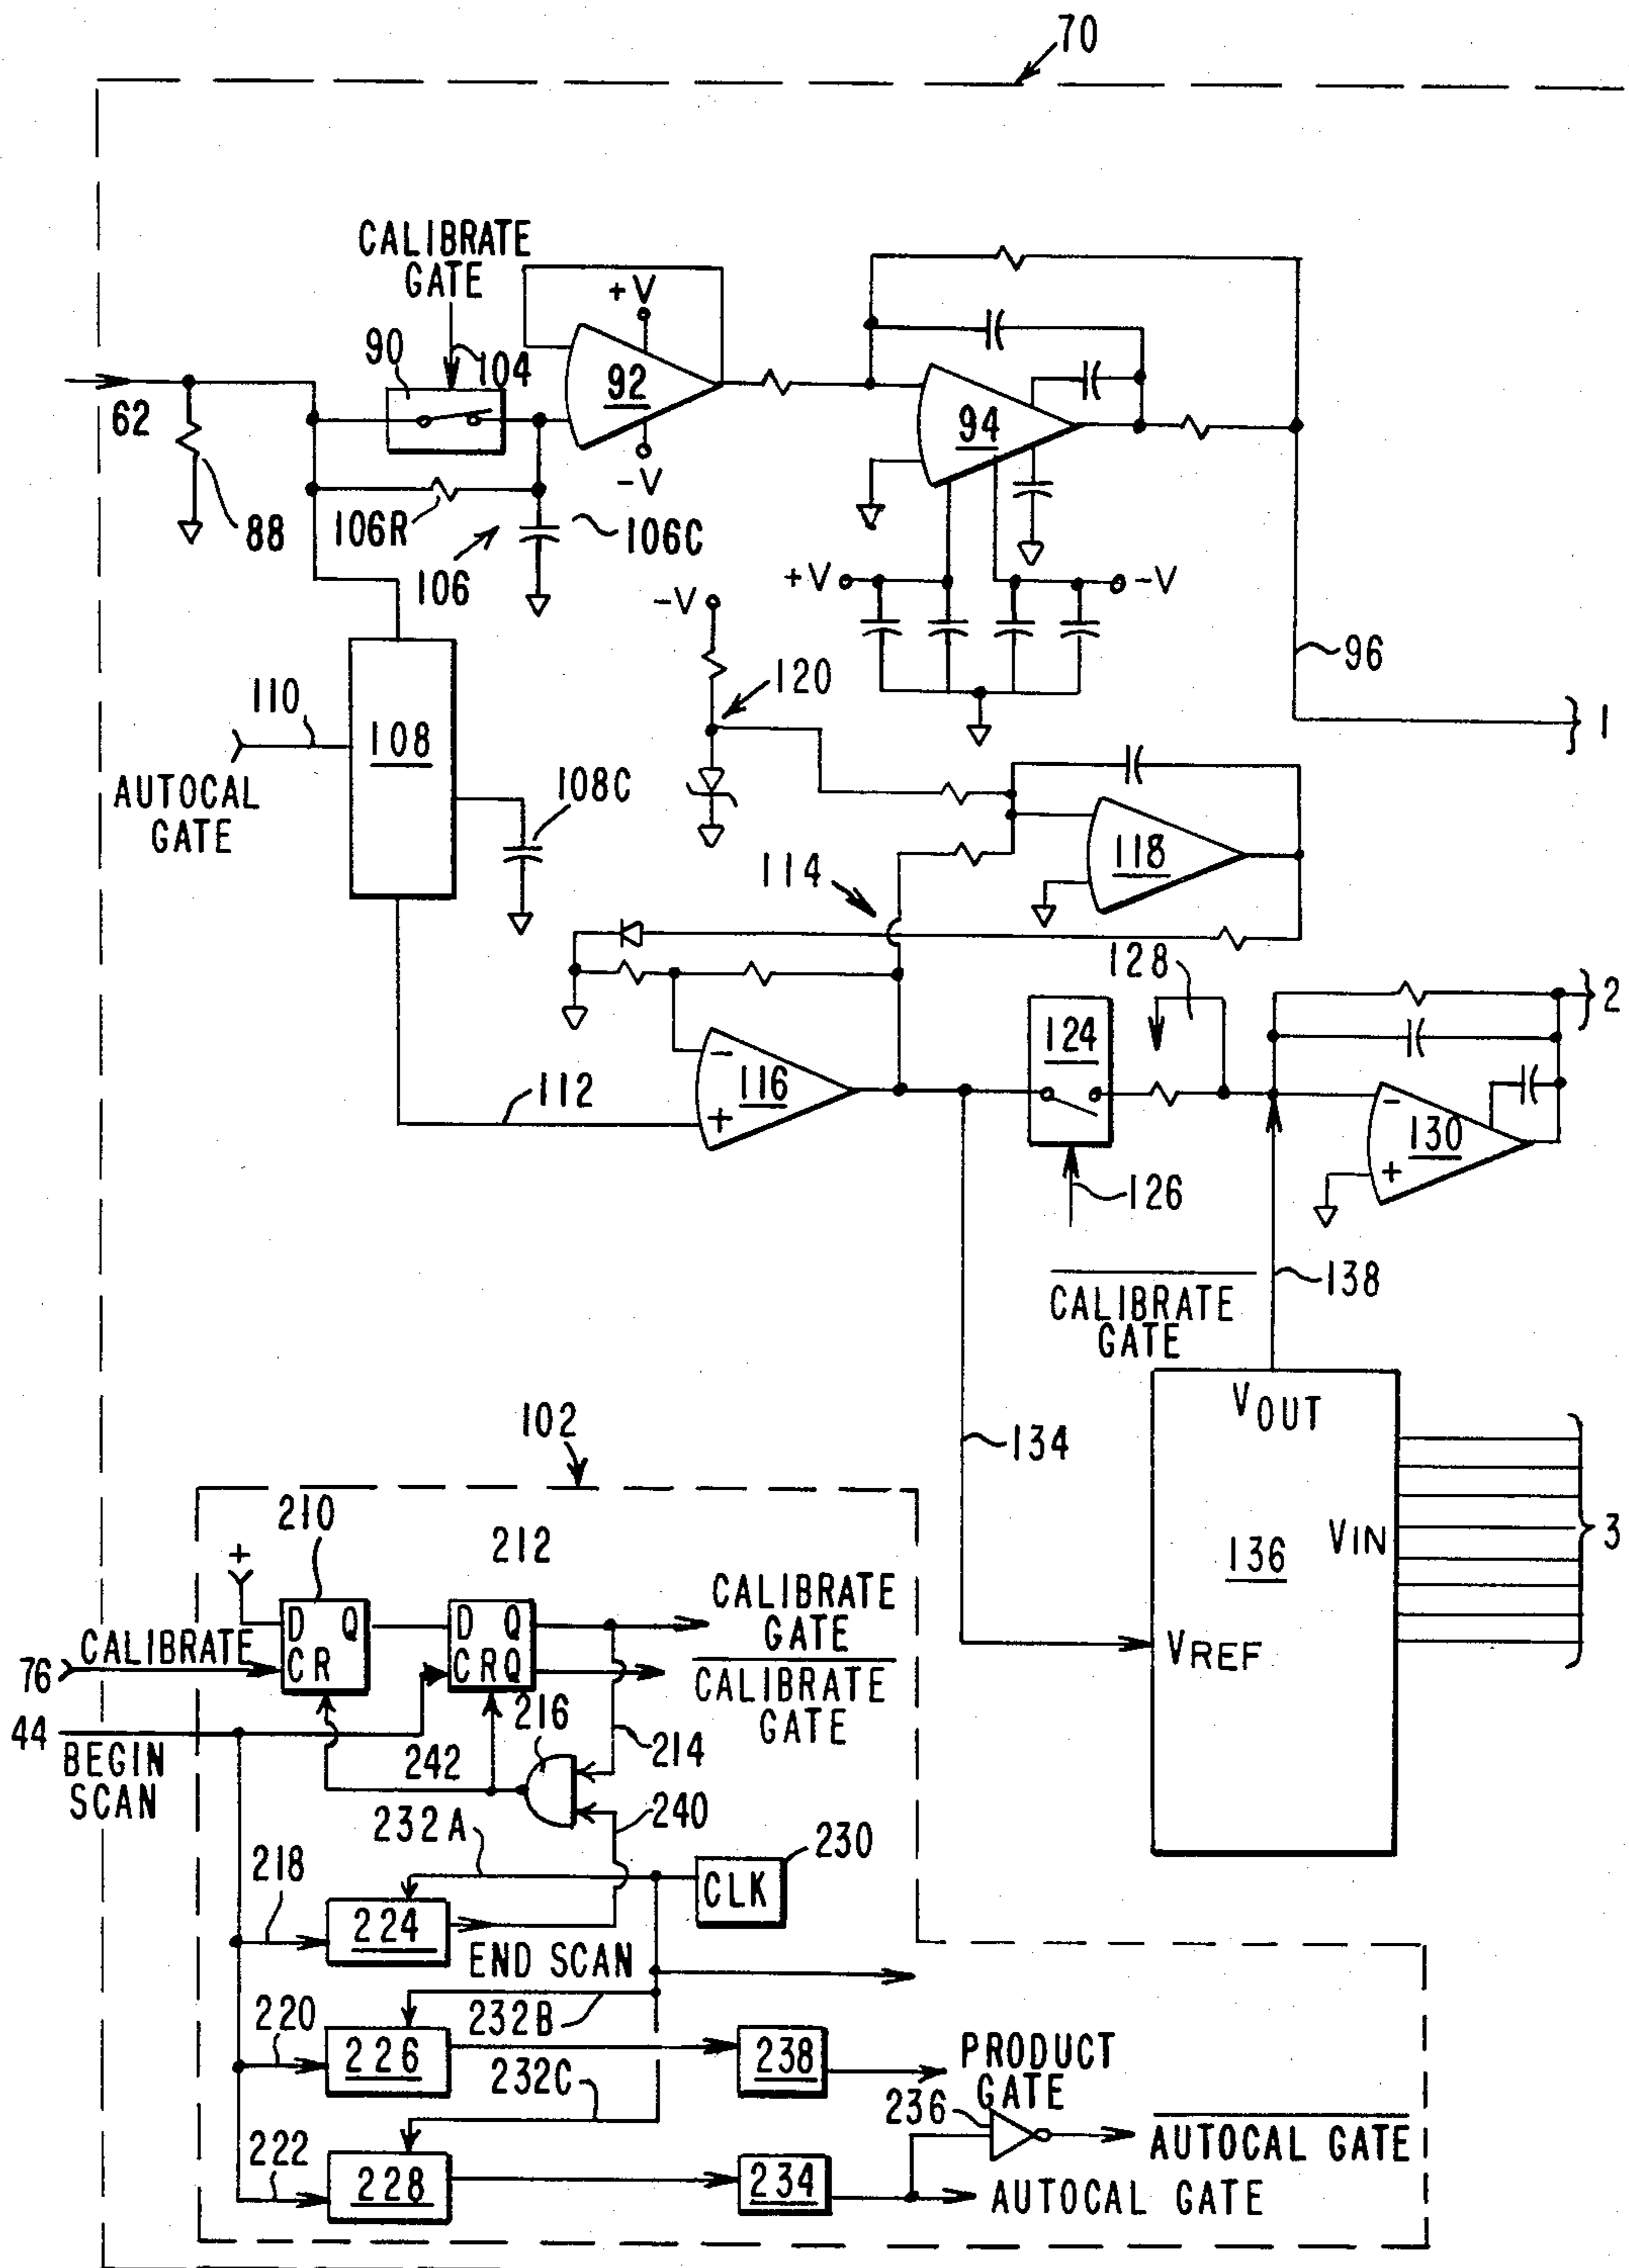 70
CALIBRATE
GATE
+V
90
104
92
62
94
-V
88
106R
106C
106
+V
-V
-V
96
120
110
1
108
AUTOCAL
GATE
108C
118
114
128
2
124
116
112
-
+
130
-
+
126
138
CALIBRATE
GATE
VOUT
102
134
210
212
VIN
3
136
+
D Q
D Q
CALIBRATE
GATE
CALIBRATE
76
CR
CRQ
VREF
CALIBRATE
GATE
216
44
BEGIN
SCAN
242
214
232A
240
230
218
CLK
224
END SCAN
220
232B
226
238
PRODUCT
GATE
232C
236
222
AUTOCAL GATE
228
234
AUTOCAL GATE